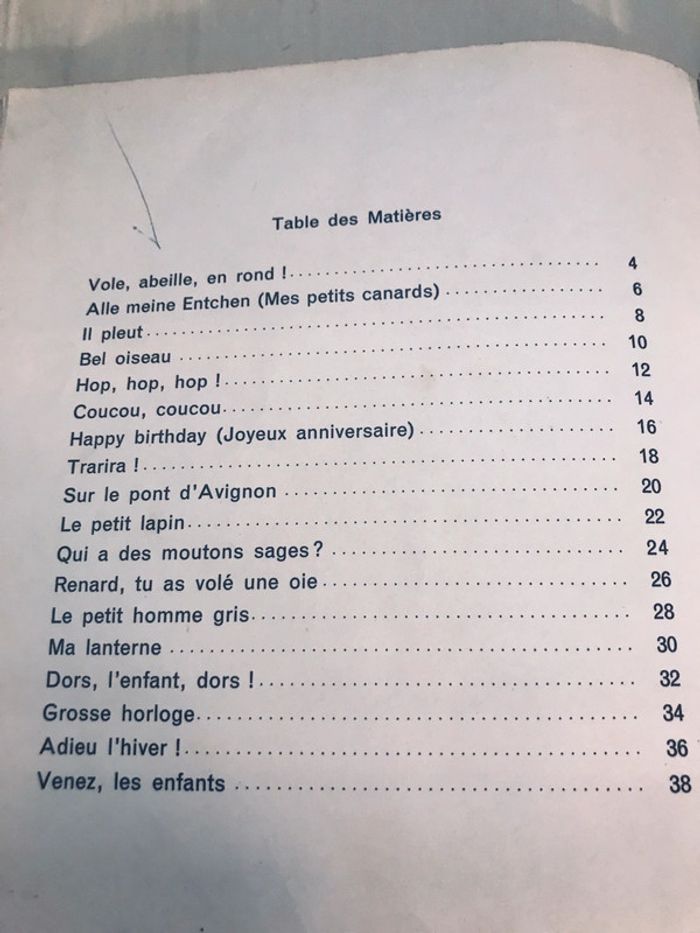 Table des Matières
Vole, abeille, en rond ! 4
Alle meine Entchen (Mes petits canards) 6
Il pleut 8
Bel oiseau 10
Hop, hop, hop ! 12
Coucou, coucou 14
Happy birthday (Joyeux anniversaire) 16
Trarira ! 18
Sur le pont d'Avignon 20
Le petit lapin 22
Qui a des moutons sages ? 24
Renard, tu as volé une oie 26
Le petit homme gris 28
Ma lanterne 30
Dors, l'enfant, dors ! 32
Grosse horloge 34
Adieu l'hiver ! 36
Venez, les enfants 38